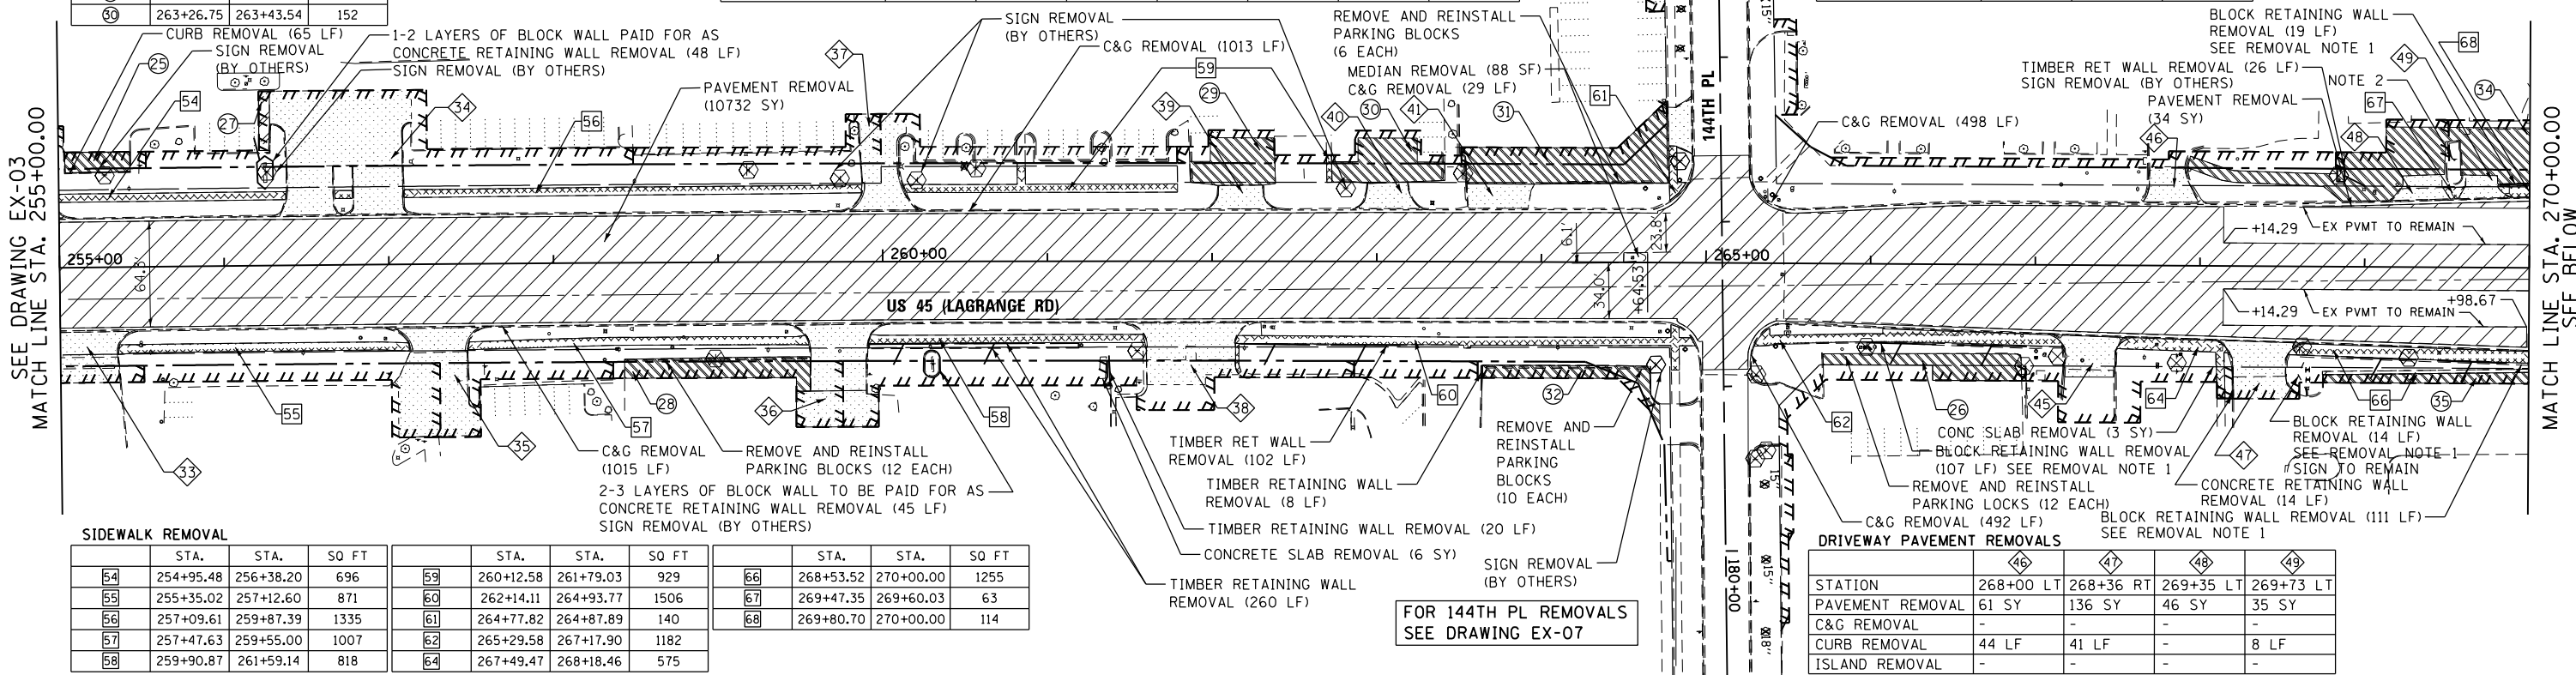 30 263+26.75 263+43.54 152
CURB REMOVAL (65 LF)
SIGN REMOVAL
(BY OTHERS)
1-2 LAYERS OF BLOCK WALL PAID FOR AS
CONCRETE RETAINING WALL REMOVAL (48 LF)
SIGN REMOVAL (BY OTHERS)
PAVEMENT REMOVAL
(10732 SY)
SIGN REMOVAL
(BY OTHERS)
C&G REMOVAL (1013 LF)
REMOVE AND REINSTALL
PARKING BLOCKS
(6 EACH)
MEDIAN REMOVAL (88 SF)
C&G REMOVAL (29 LF)
15"
144TH PL
C&G REMOVAL (498 LF)
BLOCK RETAINING WALL
REMOVAL (19 LF)
SEE REMOVAL NOTE 1
TIMBER RET WALL REMOVAL (26 LF)
SIGN REMOVAL (BY OTHERS)
NOTE 2
PAVEMENT REMOVAL
(34 SY)
25
54
27
34
56
37
39
59
29
40
30
41
31
61
46
48
67
49
68
34
SEE DRAWING EX-03
MATCH LINE STA. 255+00.00
MATCH LINE STA. 270+00.00
SEE BELOW
255+00
260+00
265+00
64.3'
6.1'
23.8'
34.0'
+64.63
+14.29
EX PVMT TO REMAIN
+14.29
EX PVMT TO REMAIN
+98.67
US 45 (LAGRANGE RD)
33
55
35
57
28
36
58
38
60
32
62
26
45
64
47
66
35
C&G REMOVAL
(1015 LF)
REMOVE AND REINSTALL
PARKING BLOCKS (12 EACH)
2-3 LAYERS OF BLOCK WALL TO BE PAID FOR AS
CONCRETE RETAINING WALL REMOVAL (45 LF)
SIGN REMOVAL (BY OTHERS)
TIMBER RET WALL
REMOVAL (102 LF)
TIMBER RETAINING WALL
REMOVAL (8 LF)
TIMBER RETAINING WALL REMOVAL (20 LF)
CONCRETE SLAB REMOVAL (6 SY)
TIMBER RETAINING WALL
REMOVAL (260 LF)
REMOVE AND
REINSTALL
PARKING
BLOCKS
(10 EACH)
SIGN REMOVAL
(BY OTHERS)
FOR 144TH PL REMOVALS
SEE DRAWING EX-07
15"
180+00
15"
18"
CONC SLAB REMOVAL (3 SY)
BLOCK RETAINING WALL REMOVAL
(107 LF) SEE REMOVAL NOTE 1
REMOVE AND REINSTALL
PARKING LOCKS (12 EACH)
C&G REMOVAL (492 LF)
BLOCK RETAINING WALL
REMOVAL (14 LF)
SEE REMOVAL NOTE 1
SIGN TO REMAIN
CONCRETE RETAINING WALL
REMOVAL (14 LF)
BLOCK RETAINING WALL REMOVAL (111 LF)
SEE REMOVAL NOTE 1
SIDEWALK REMOVAL
STA. STA. SQ FT STA. STA. SQ FT STA. STA. SQ FT
54 254+95.48 256+38.20 696 59 260+12.58 261+79.03 929 66 268+53.52 270+00.00 1255
55 255+35.02 257+12.60 871 60 262+14.11 264+93.77 1506 67 269+47.35 269+60.03 63
56 257+09.61 259+87.39 1335 61 264+77.82 264+87.89 140 68 269+80.70 270+00.00 114
57 257+47.63 259+55.00 1007 62 265+29.58 267+17.90 1182
58 259+90.87 261+59.14 818 64 267+49.47 268+18.46 575
DRIVEWAY PAVEMENT REMOVALS
46 47 48 49
STATION 268+00 LT 268+36 RT 269+35 LT 269+73 LT
PAVEMENT REMOVAL 61 SY 136 SY 46 SY 35 SY
C&G REMOVAL - - - -
CURB REMOVAL 44 LF 41 LF - 8 LF
ISLAND REMOVAL - - - -